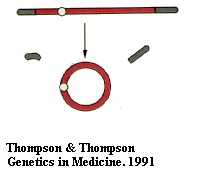 Thompson & Thompson
Genetics in Medicine. 1991